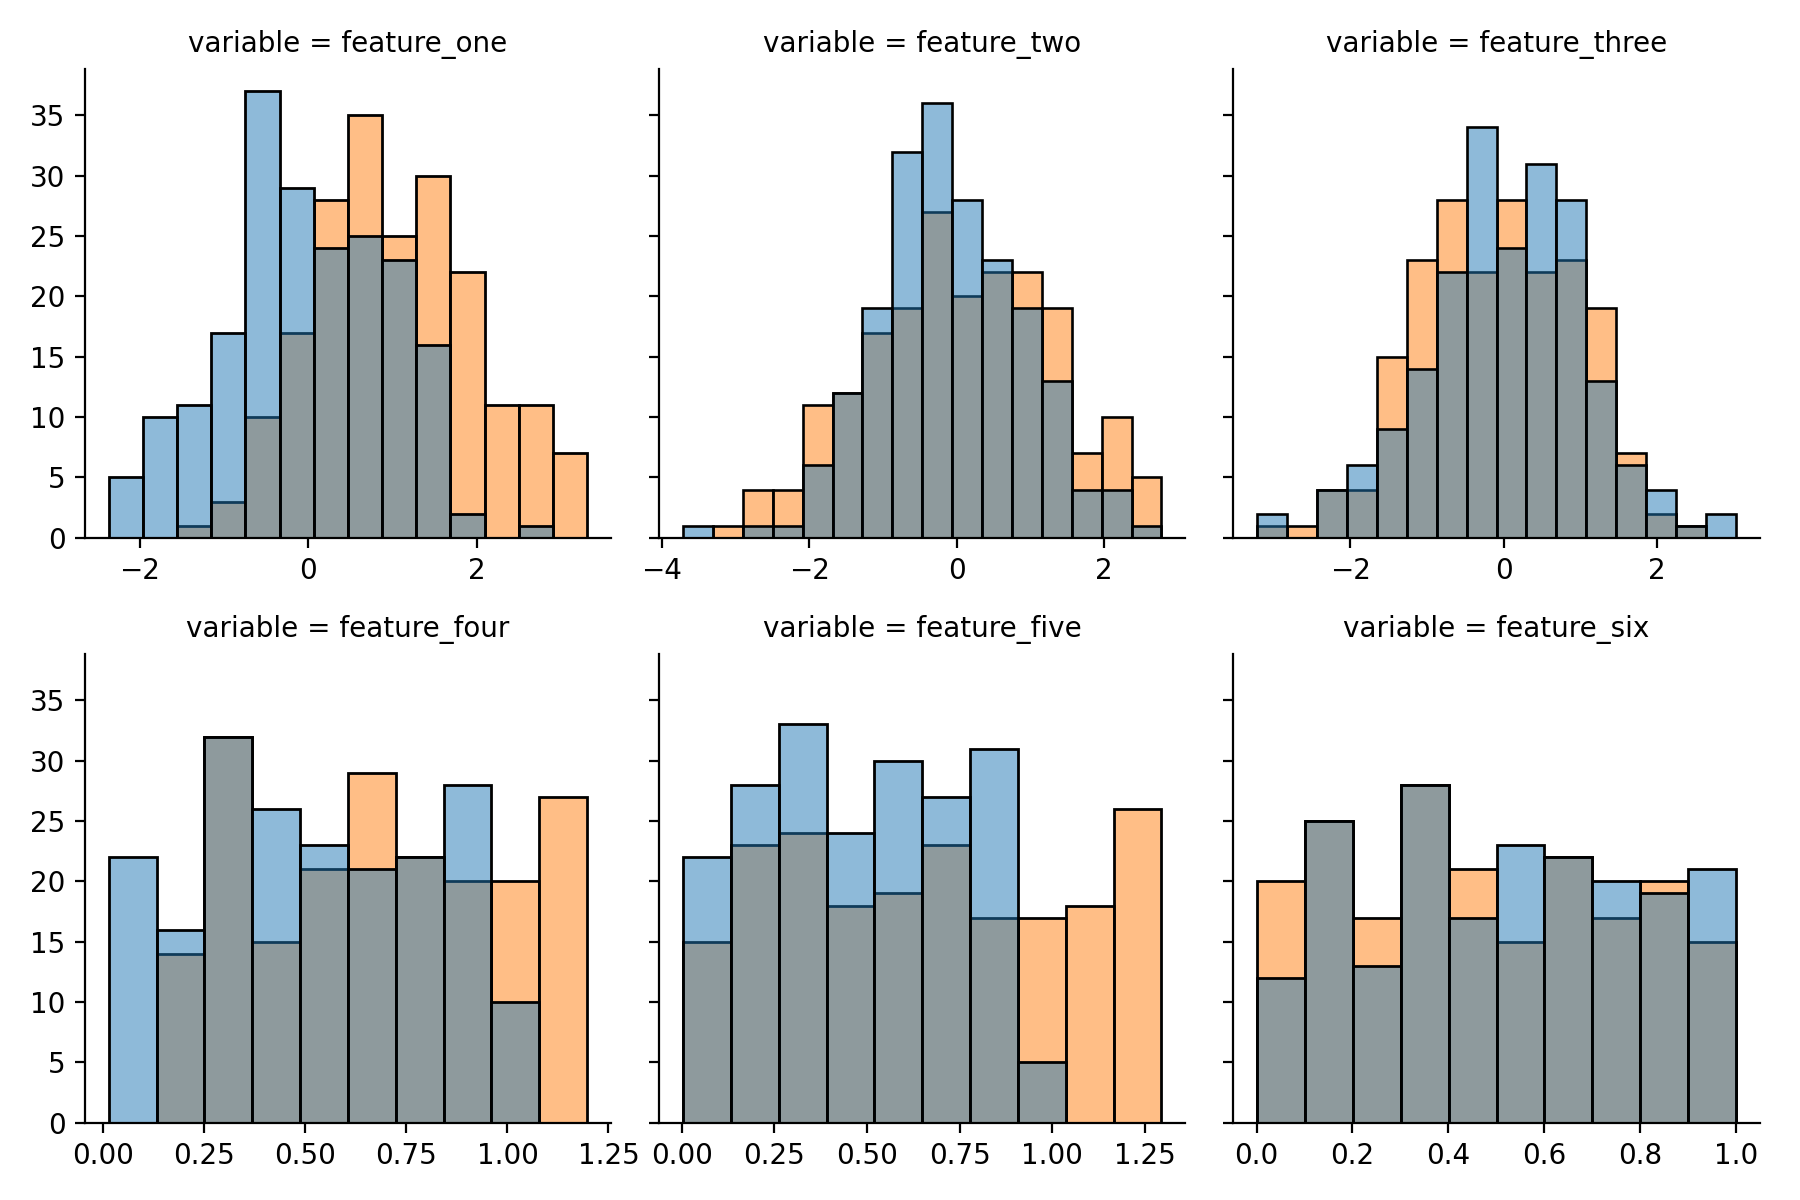 variable = feature_one
variable = feature_two
variable = feature_three
35
30
25
20
15
10
5
0
−2 0 2
−4 −2 0 2
−2 0 2
variable = feature_four
variable = feature_five
variable = feature_six
35
30
25
20
15
10
5
0
0.00 0.25 0.50 0.75 1.00 1.25
0.00 0.25 0.50 0.75 1.00 1.25
0.0 0.2 0.4 0.6 0.8 1.0